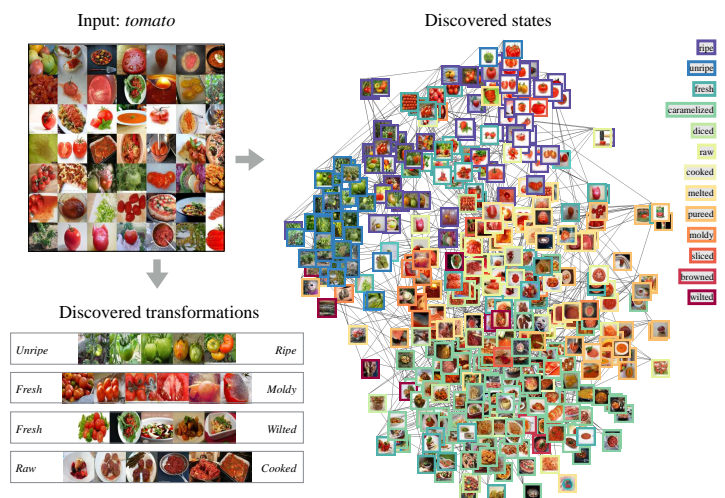 Input: tomato
Discovered states
ripe
unripe
fresh
caramelized
diced
raw
cooked
melted
pureed
moldy
sliced
browned
wilted
Discovered transformations
Unripe Ripe
Fresh Moldy
Fresh Wilted
Raw Cooked